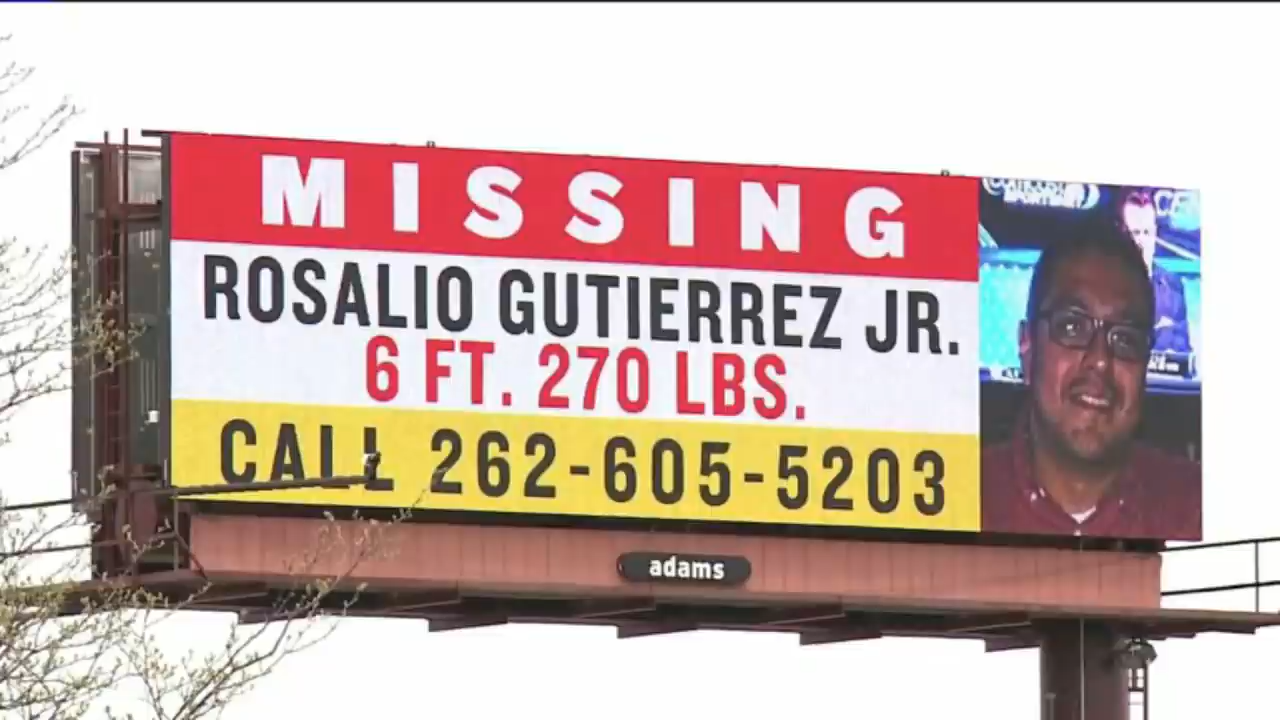 MISSING
ROSALIO GUTIERREZ JR.
6 FT. 270 LBS.
CALL 262-605-5203
adams